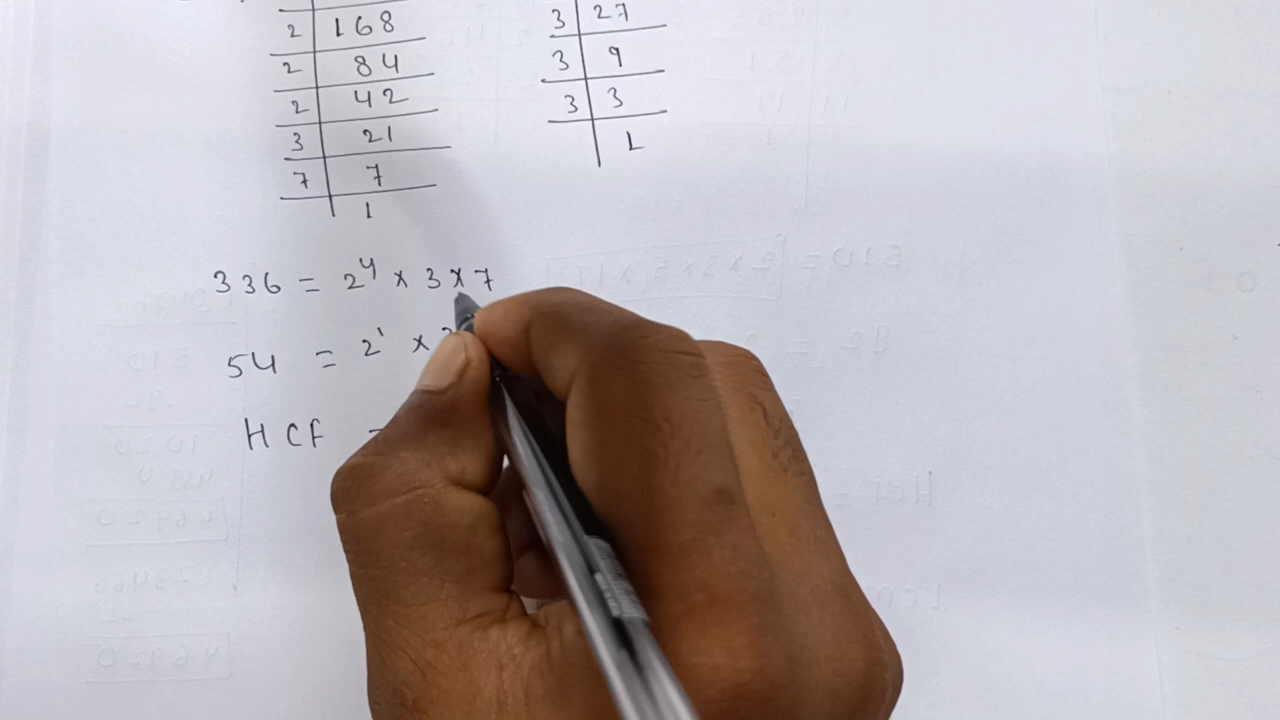 2 | 168
2 | 84
2 | 42
3 | 21
7 | 7
1
3 | 27
3 | 9
3 | 3
1
336 = 2⁴ × 3 × 7
54 = 2¹ ×
HCF